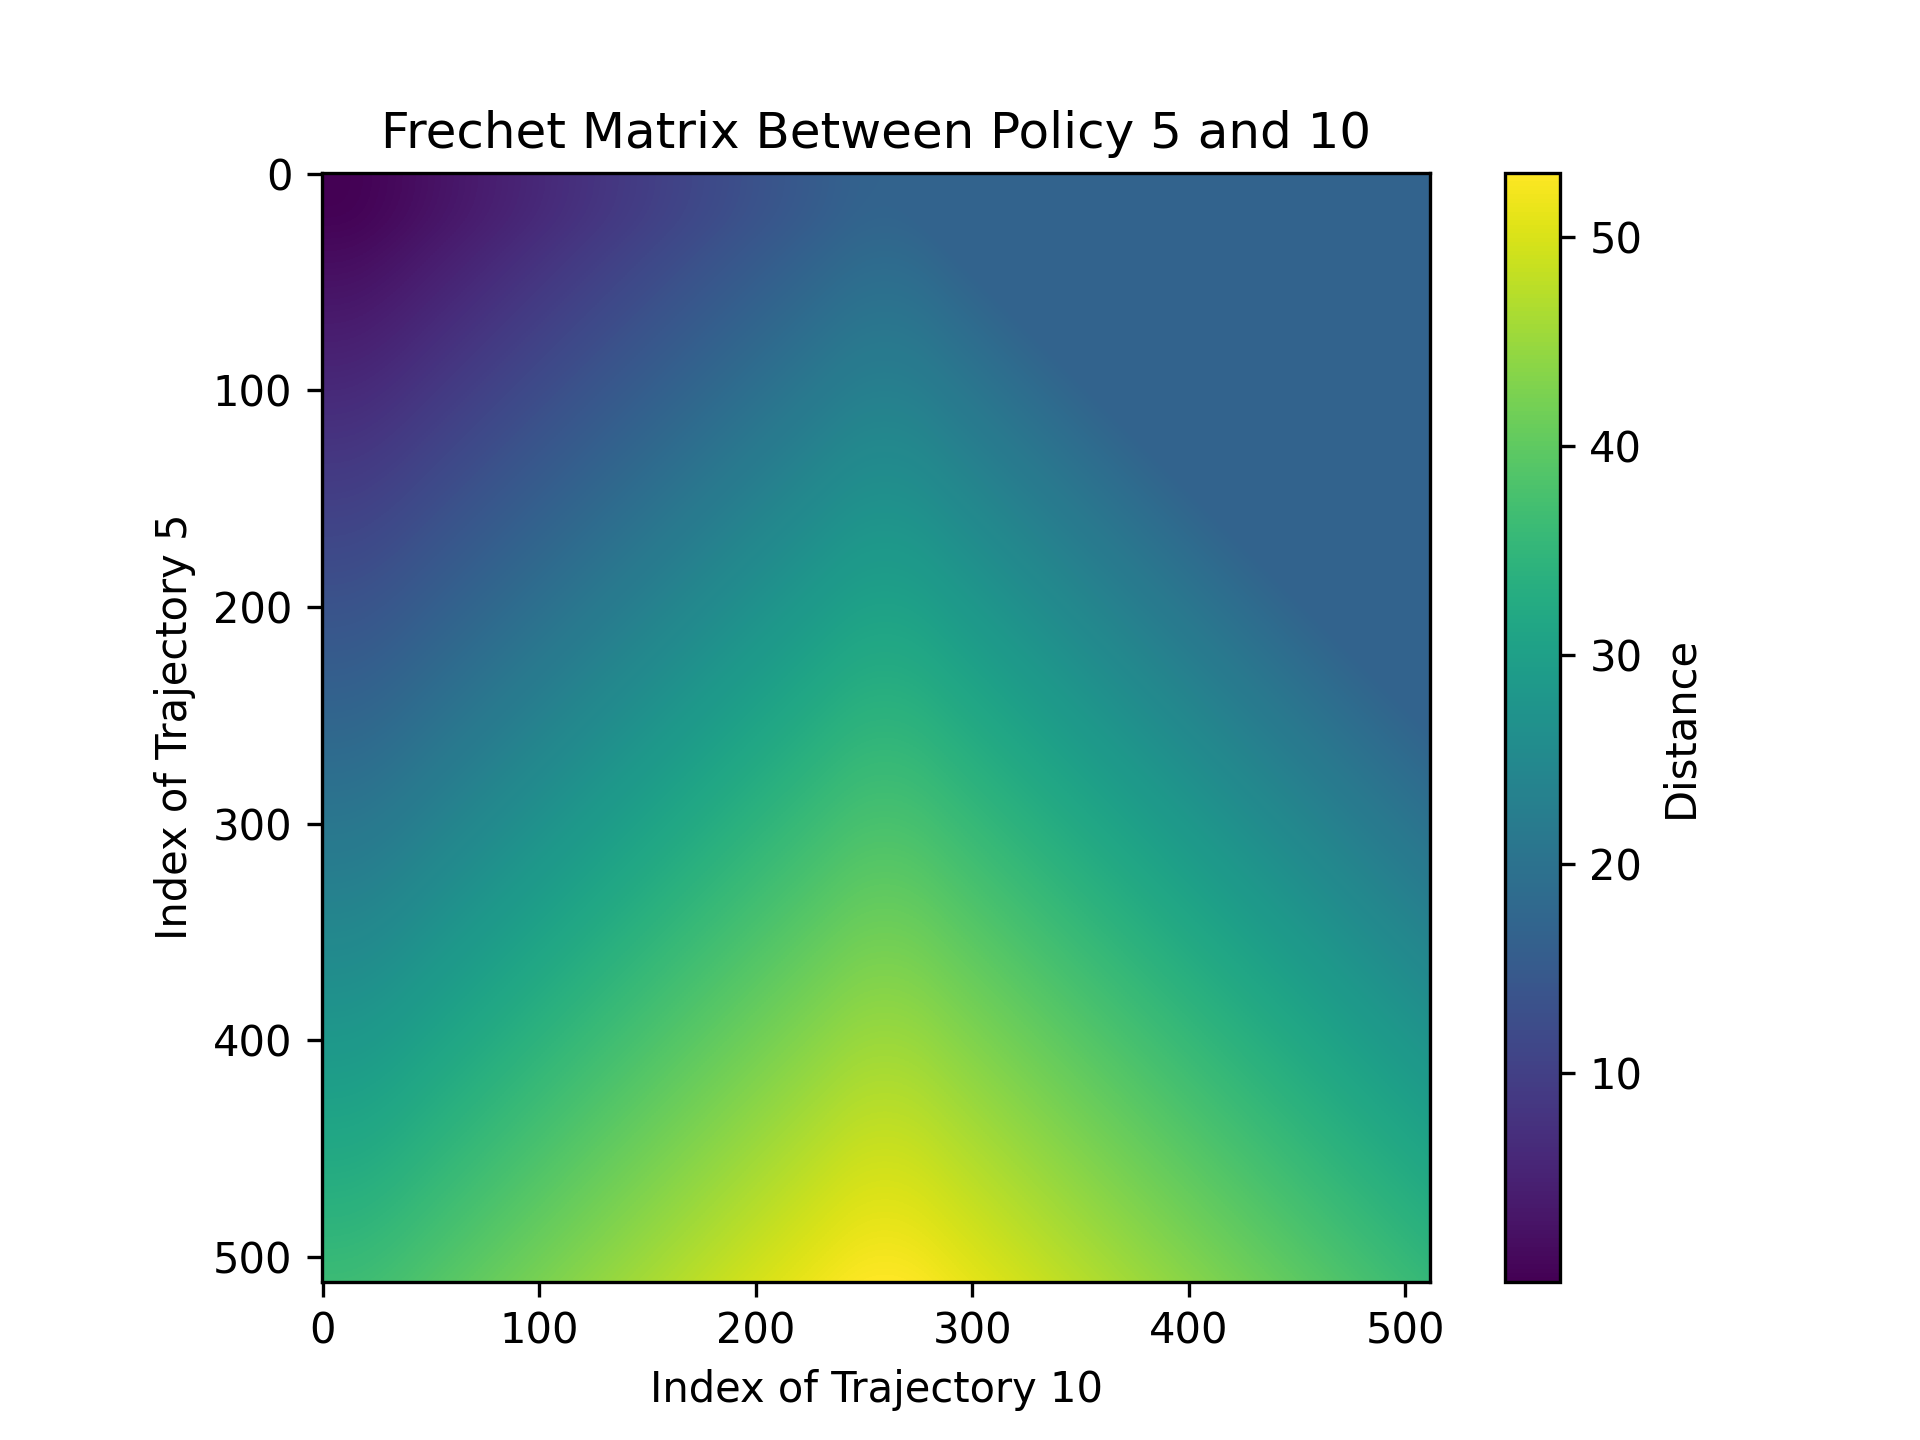 Frechet Matrix Between Policy 5 and 10
0
100
200
300
400
500
Index of Trajectory 5
0 100 200 300 400 500
Index of Trajectory 10
50
40
30
20
10
Distance